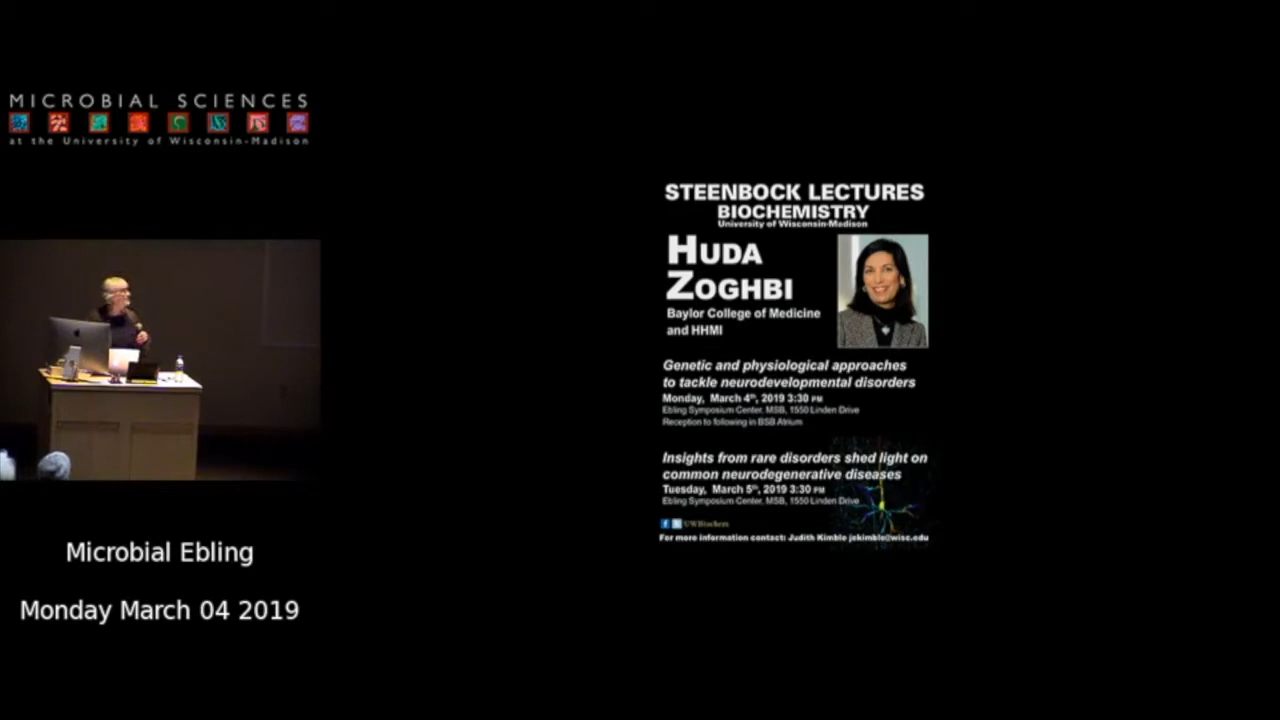 MICROBIAL SCIENCES
at the University of Wisconsin-Madison
Microbial Ebling
Monday March 04 2019
STEENBOCK LECTURES
BIOCHEMISTRY
University of Wisconsin-Madison
HUDA
ZOGHBI
Baylor College of Medicine
and HHMI
Genetic and physiological approaches
to tackle neurodevelopmental disorders
Monday, March 4th, 2019 3:30 PM
Ebling Symposium Center, MSB, 1550 Linden Drive
Reception to following in BSB Atrium
Insights from rare disorders shed light on
common neurodegenerative diseases
Tuesday, March 5th, 2019 3:30 PM
Ebling Symposium Center, MSB, 1550 Linden Drive
UWBiochem
For more information contact: Judith Kimble jekimble@wisc.edu